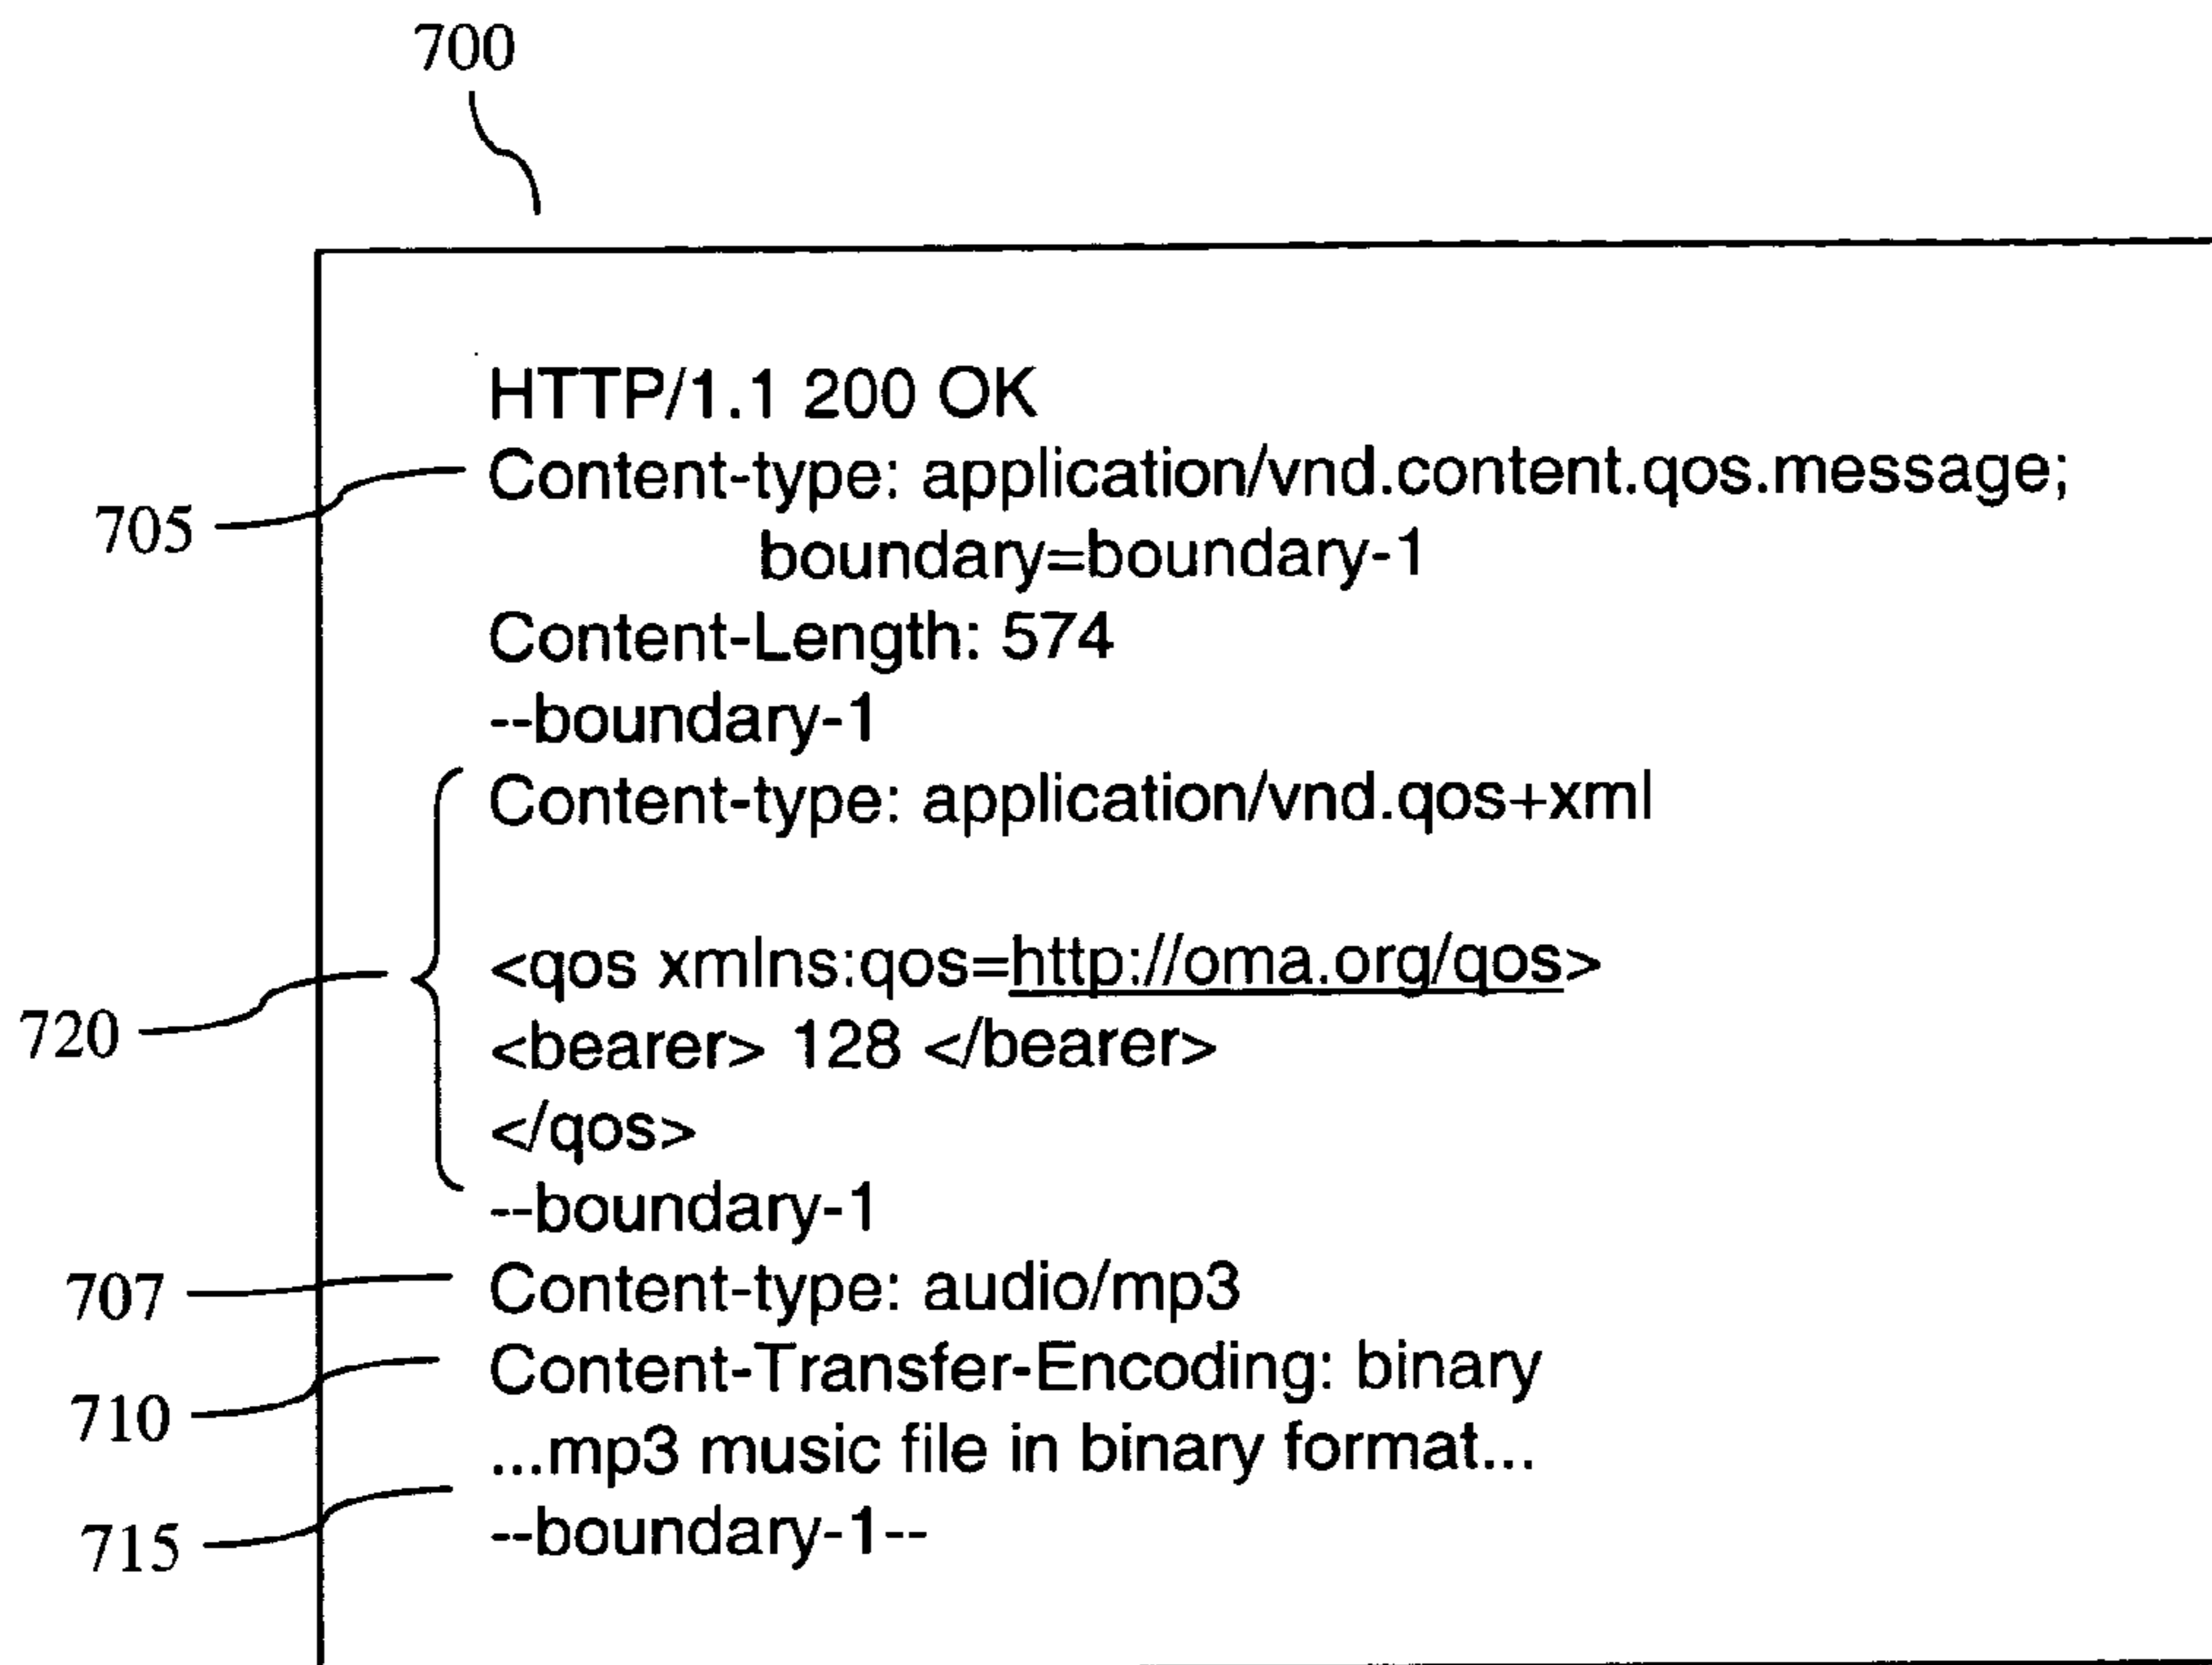 700
HTTP/1.1 200 OK
705
Content-type: application/vnd.content.qos.message;
boundary=boundary-1
Content-Length: 574
--boundary-1
Content-type: application/vnd.qos+xml
720
<qos xmlns:qos=http://oma.org/qos>
<bearer> 128 </bearer>
</qos>
--boundary-1
707
Content-type: audio/mp3
710
Content-Transfer-Encoding: binary
...mp3 music file in binary format...
715
--boundary-1--